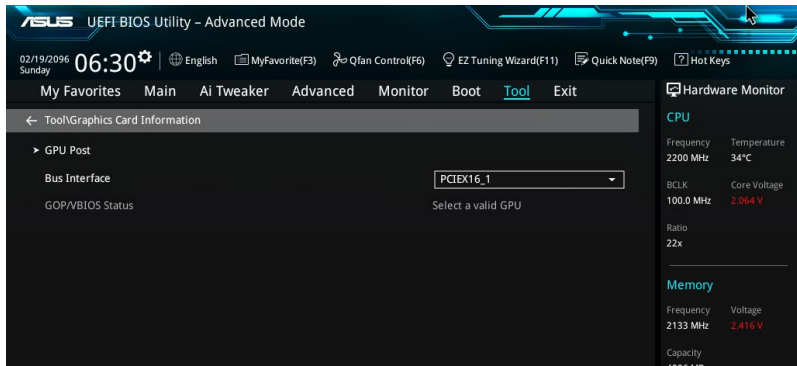 ASUS UEFI BIOS Utility – Advanced Mode
02/19/2096
Sunday
06:30
English
MyFavorite(F3)
Qfan Control(F6)
EZ Tuning Wizard(F11)
Quick Note(F9)
? Hot Keys
My Favorites Main Ai Tweaker Advanced Monitor Boot Tool Exit
← Tool\Graphics Card Information
➤ GPU Post
Bus Interface PCIEX16_1
GOP/VBIOS Status Select a valid GPU
Hardware Monitor
CPU
Frequency Temperature
2200 MHz 34°C
BCLK Core Voltage
100.0 MHz 2.064 V
Ratio
22x
Memory
Frequency Voltage
2133 MHz 2.416 V
Capacity